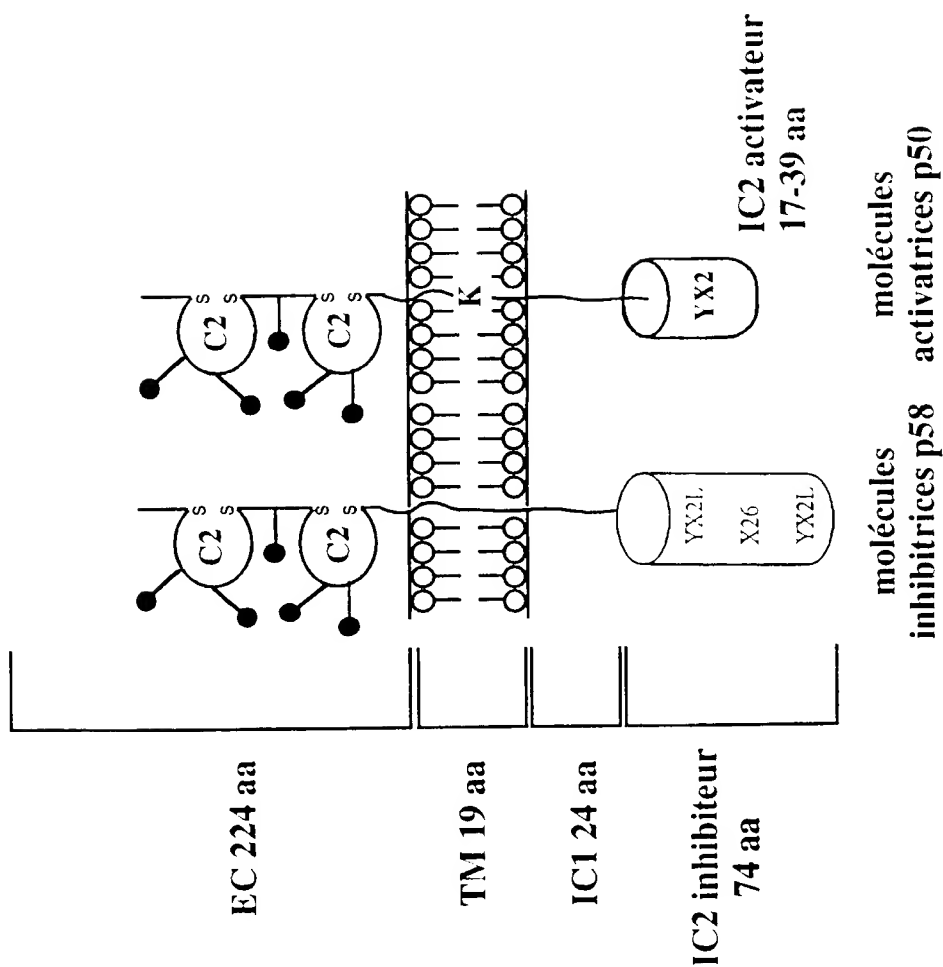 EC 224 aa
C2
S
S
C2
S
S
C2
S
S
C2
S
S
TM 19 aa
K
IC1 24 aa
IC2 inhibiteur
74 aa
YX2L
X26
YX2L
YX2
IC2 activateur
17-39 aa
molécules
inhibitrices p58
molécules
activatrices p50